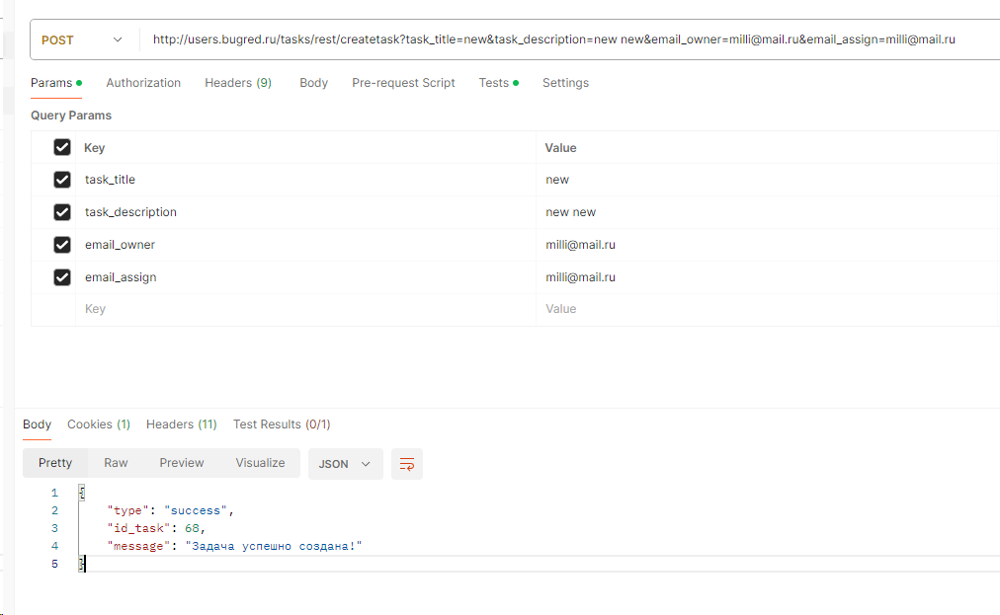 POST http://users.bugred.ru/tasks/rest/createtask?task_title=new&task_description=new new&email_owner=milli@mail.ru&email_assign=milli@mail.ru
Params Authorization Headers (9) Body Pre-request Script Tests Settings
Query Params
Key Value
task_title new
task_description new new
email_owner milli@mail.ru
email_assign milli@mail.ru
Key Value
Body Cookies (1) Headers (11) Test Results (0/1)
Pretty Raw Preview Visualize JSON
1 {
2 "type": "success",
3 "id_task": 68,
4 "message": "Задача успешно создана!"
5 }